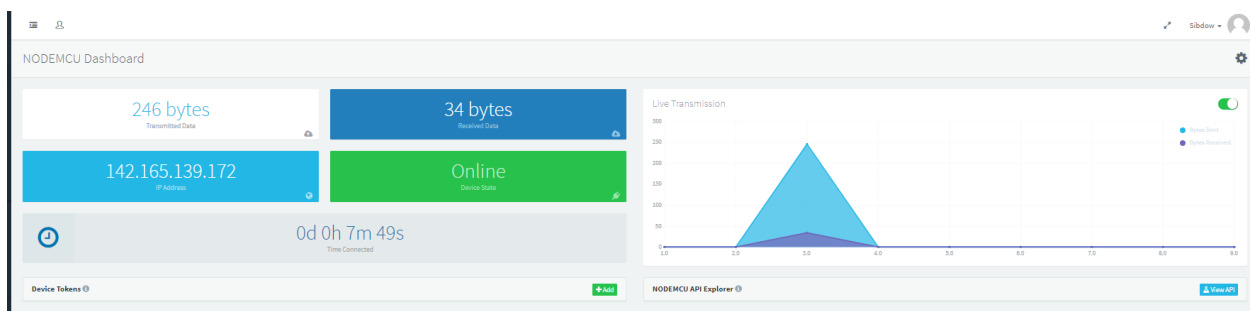 Sibdow
NODEMCU Dashboard
246 bytes
Transmitted Data
34 bytes
Received Data
142.165.139.172
IP Address
Online
Device State
0d 0h 7m 49s
Time Connected
Device Tokens
+Add
Live Transmission
300
250
200
150
100
50
0
1.0 2.0 3.0 4.0 5.0 6.0 7.0 8.0 9.0
Bytes Sent
Bytes Received
NODEMCU API Explorer
View API